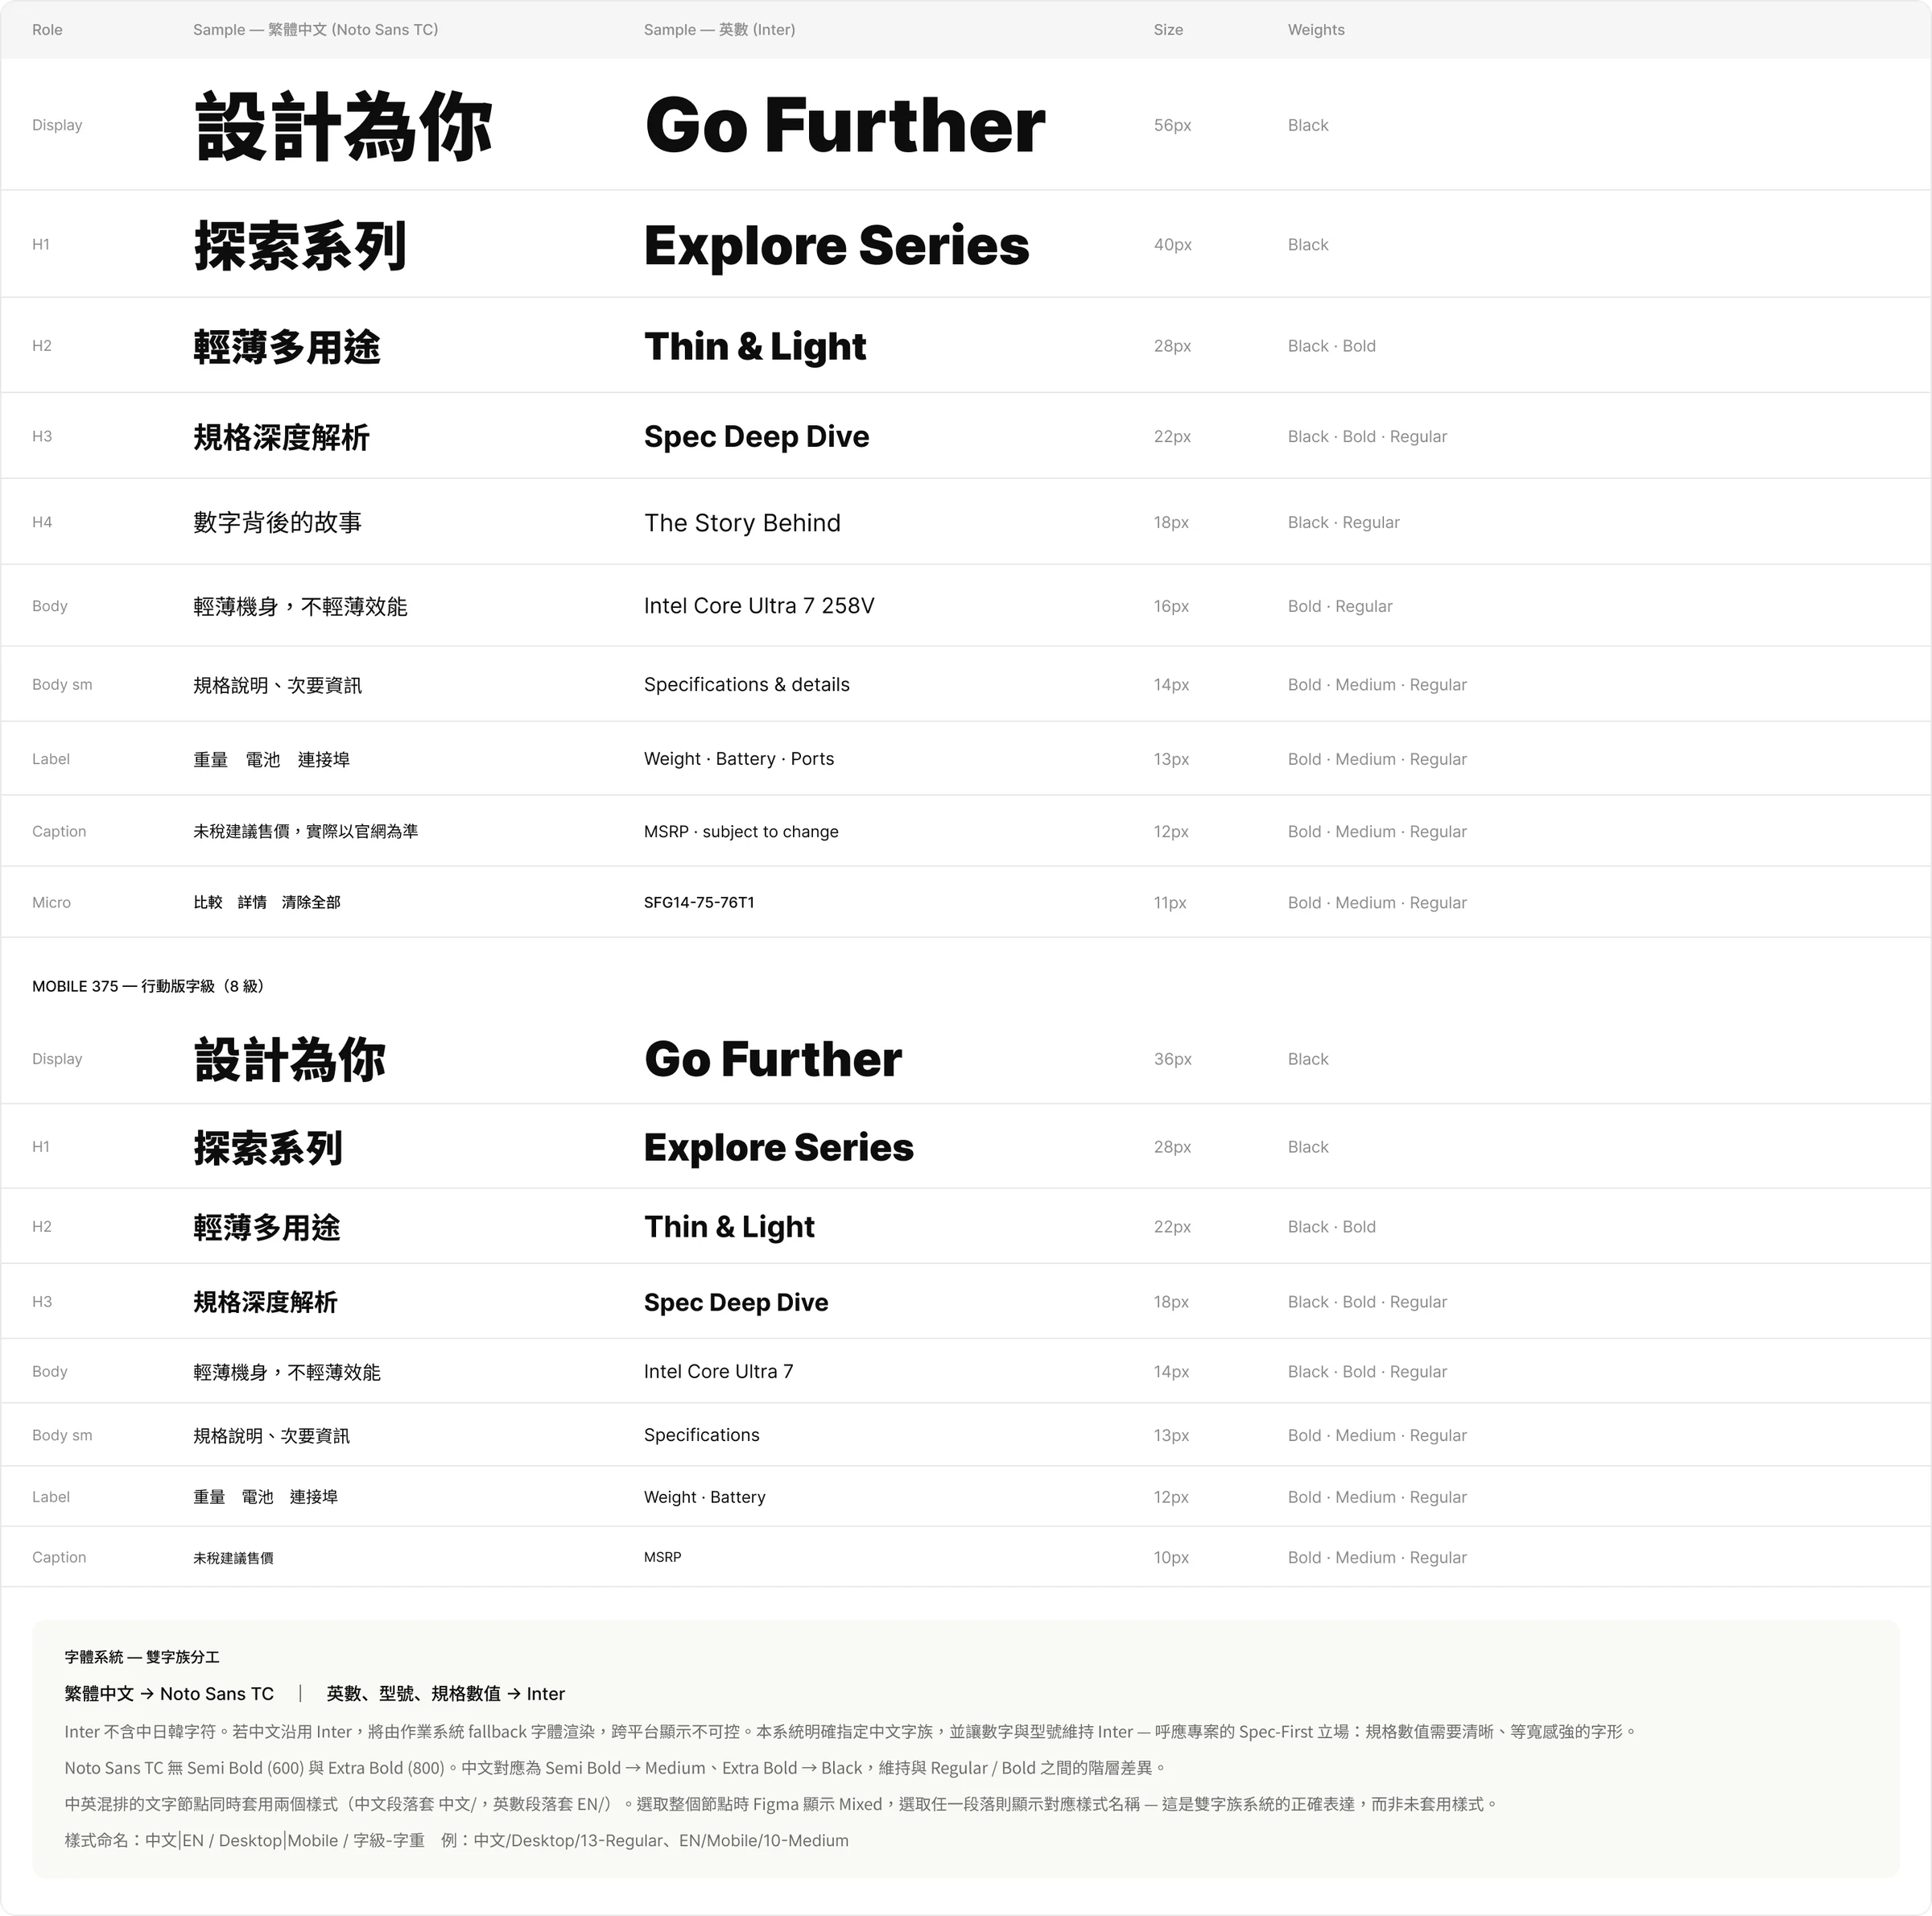 Role Sample — 繁體中文 (Noto Sans TC) Sample — 英數 (Inter) Size Weights
Display 設計為你 Go Further 56px Black
H1 探索系列 Explore Series 40px Black
H2 輕薄多用途 Thin & Light 28px Black · Bold
H3 規格深度解析 Spec Deep Dive 22px Black · Bold · Regular
H4 數字背後的故事 The Story Behind 18px Black · Regular
Body 輕薄機身，不輕薄效能 Intel Core Ultra 7 258V 16px Bold · Regular
Body sm 規格說明、次要資訊 Specifications & details 14px Bold · Medium · Regular
Label 重量　電池　連接埠 Weight · Battery · Ports 13px Bold · Medium · Regular
Caption 未稅建議售價，實際以官網為準 MSRP · subject to change 12px Bold · Medium · Regular
Micro 比較　詳情　清除全部 SFG14-75-76T1 11px Bold · Medium · Regular
MOBILE 375 — 行動版字級（8 級）
Display 設計為你 Go Further 36px Black
H1 探索系列 Explore Series 28px Black
H2 輕薄多用途 Thin & Light 22px Black · Bold
H3 規格深度解析 Spec Deep Dive 18px Black · Bold · Regular
Body 輕薄機身，不輕薄效能 Intel Core Ultra 7 14px Black · Bold · Regular
Body sm 規格說明、次要資訊 Specifications 13px Bold · Medium · Regular
Label 重量　電池　連接埠 Weight · Battery 12px Bold · Medium · Regular
Caption 未稅建議售價 MSRP 10px Bold · Medium · Regular
字體系統 — 雙字族分工
繁體中文 → Noto Sans TC　｜　英數、型號、規格數值 → Inter
Inter 不含中日韓字符。若中文沿用 Inter，將由作業系統 fallback 字體渲染，跨平台顯示不可控。本系統明確指定中文字族，並讓數字與型號維持 Inter — 呼應專案的 Spec-First 立場：規格數值需要清晰、等寬感強的字形。
Noto Sans TC 無 Semi Bold (600) 與 Extra Bold (800)。中文對應為 Semi Bold → Medium、Extra Bold → Black，維持與 Regular / Bold 之間的階層差異。
中英混排的文字節點同時套用兩個樣式（中文段落套 中文/，英數段落套 EN/）。選取整個節點時 Figma 顯示 Mixed，選取任一段落則顯示對應樣式名稱 — 這是雙字族系統的正確表達，而非未套用樣式。
樣式命名：中文|EN / Desktop|Mobile / 字級-字重　例：中文/Desktop/13-Regular、EN/Mobile/10-Medium